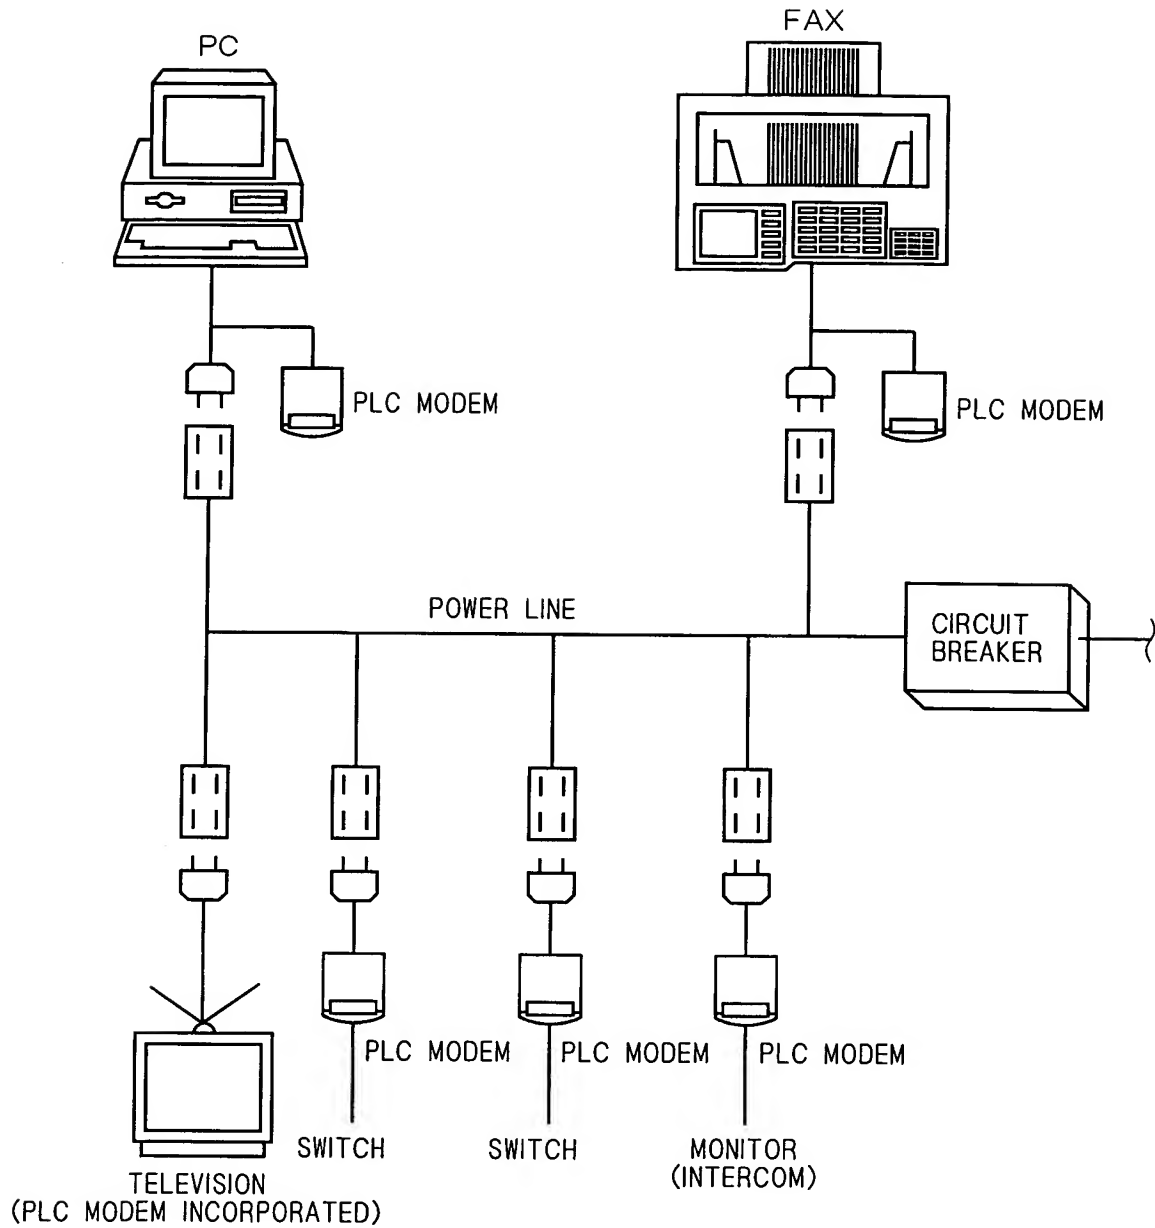 FAX
PC
PLC MODEM
PLC MODEM
POWER LINE
CIRCUIT
BREAKER
PLC MODEM
PLC MODEM
PLC MODEM
SWITCH
SWITCH
MONITOR
(INTERCOM)
TELEVISION
(PLC MODEM INCORPORATED)